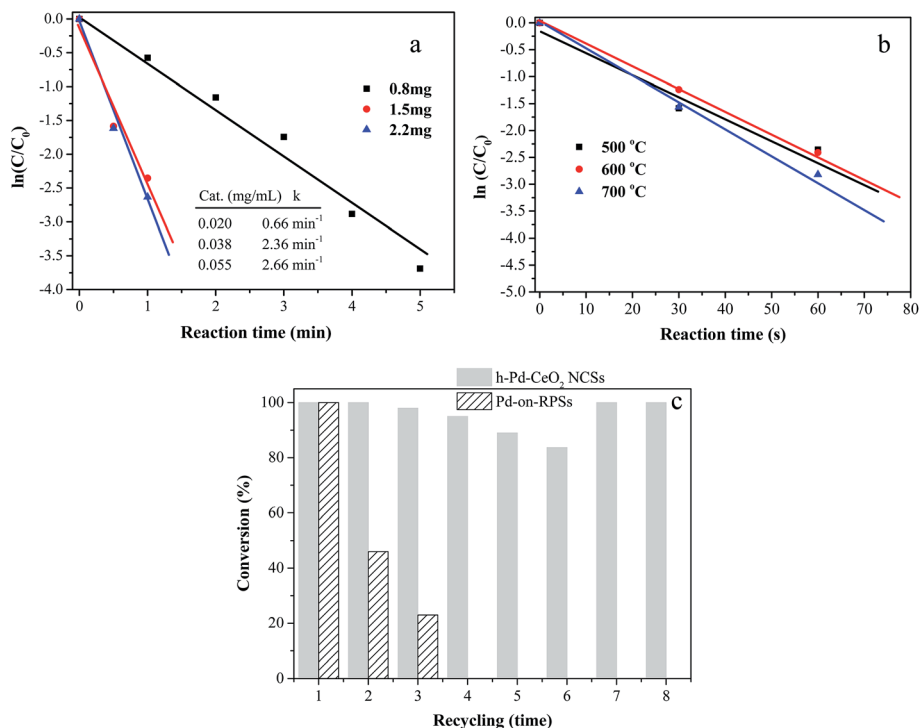 a
0.0
-0.5
-1.0
-1.5
-2.0
-2.5
-3.0
-3.5
-4.0
ln(C/C₀)
0.8mg
1.5mg
2.2mg
Cat. (mg/mL) k
0.020 0.66 min⁻¹
0.038 2.36 min⁻¹
0.055 2.66 min⁻¹
0 1 2 3 4 5
Reaction time (min)
b
0.0
-0.5
-1.0
-1.5
-2.0
-2.5
-3.0
-3.5
-4.0
-4.5
-5.0
ln (C/C₀)
500 °C
600 °C
700 °C
0 10 20 30 40 50 60 70 80
Reaction time (s)
h-Pd-CeO₂ NCSs
Pd-on-RPSs
c
100
80
60
40
20
0
Conversion (%)
1 2 3 4 5 6 7 8
Recycling (time)